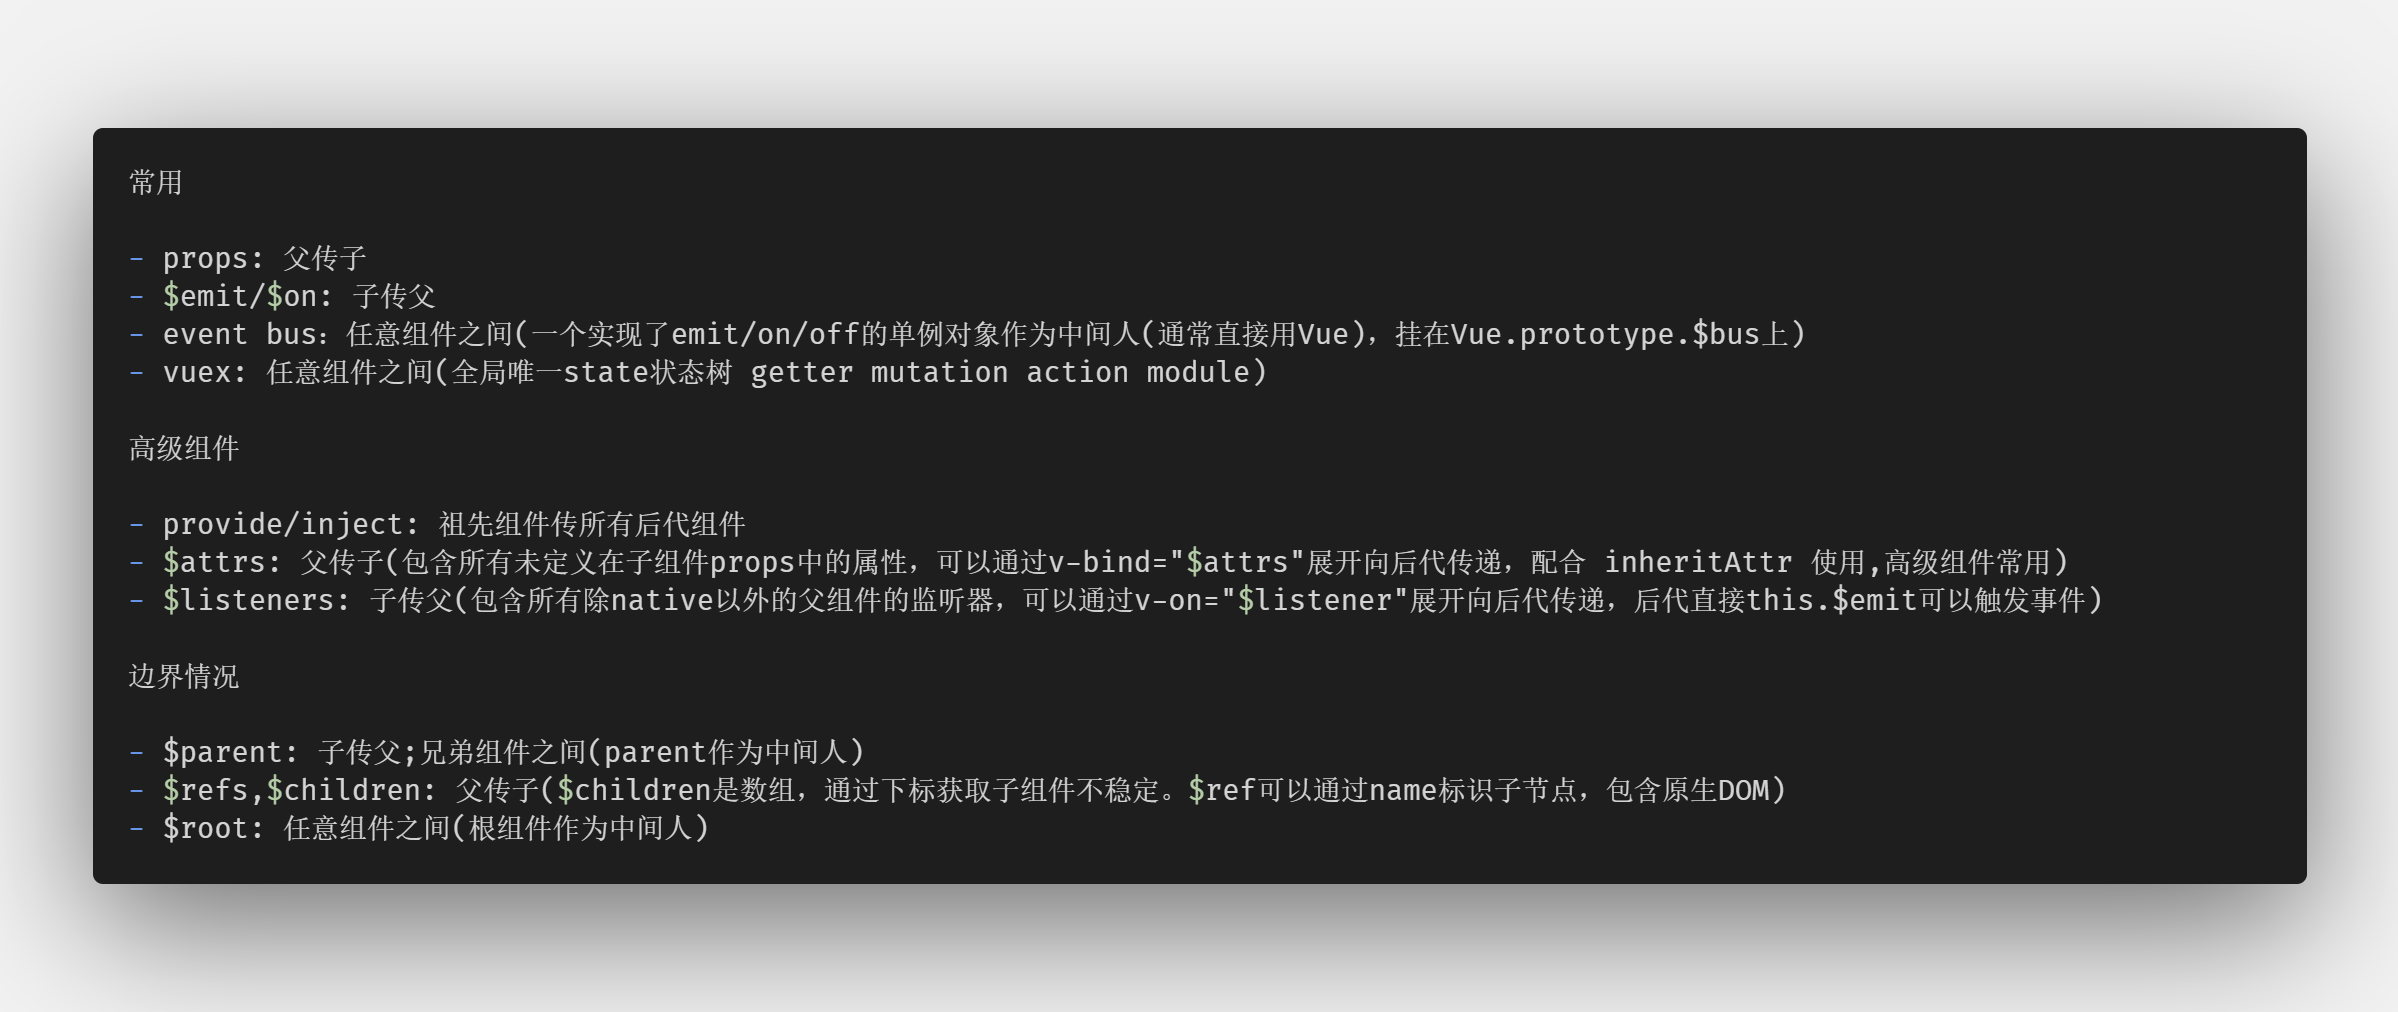 常用
- props: 父传子
- $emit/$on: 子传父
- event bus：任意组件之间(一个实现了emit/on/off的单例对象作为中间人(通常直接用Vue)，挂在Vue.prototype.$bus上)
- vuex: 任意组件之间(全局唯一state状态树 getter mutation action module)
高级组件
- provide/inject: 祖先组件传所有后代组件
- $attrs: 父传子(包含所有未定义在子组件props中的属性，可以通过v-bind="$attrs"展开向后代传递，配合 inheritAttr 使用,高级组件常用)
- $listeners: 子传父(包含所有除native以外的父组件的监听器，可以通过v-on="$listener"展开向后代传递，后代直接this.$emit可以触发事件)
边界情况
- $parent: 子传父;兄弟组件之间(parent作为中间人)
- $refs,$children: 父传子($children是数组，通过下标获取子组件不稳定。$ref可以通过name标识子节点，包含原生DOM)
- $root: 任意组件之间(根组件作为中间人)